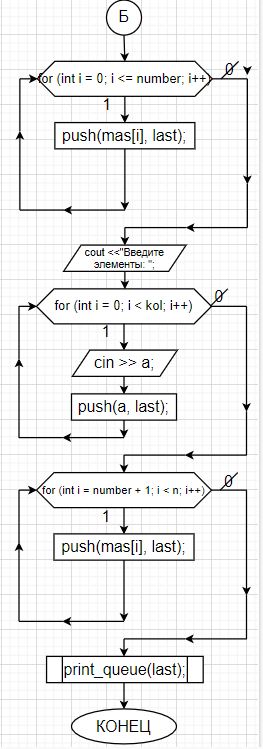 Б
for (int i = 0; i <= number; i++)
0
1
push(mas[i], last);
cout <<"Введите
элементы: ";
for (int i = 0; i < kol; i++)
0
1
cin >> a;
push(a, last);
for (int i = number + 1; i < n; i++)
0
1
push(mas[i], last);
print_queue(last);
КОНЕЦ